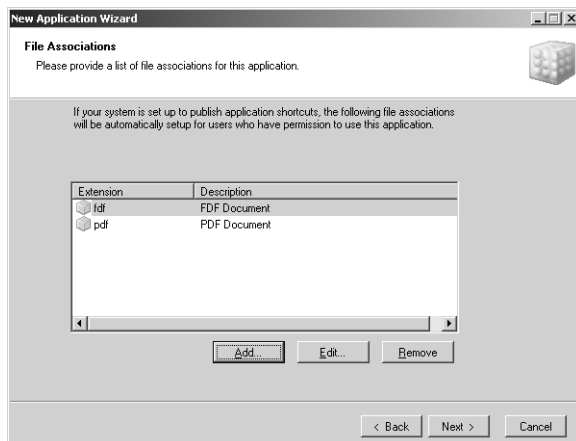 New Application Wizard
File Associations
Please provide a list of file associations for this application.
If your system is set up to publish application shortcuts, the following file associations
will be automatically setup for users who have permission to use this application.
Extension Description
fdf FDF Document
pdf PDF Document
Add... Edit... Remove
< Back Next > Cancel